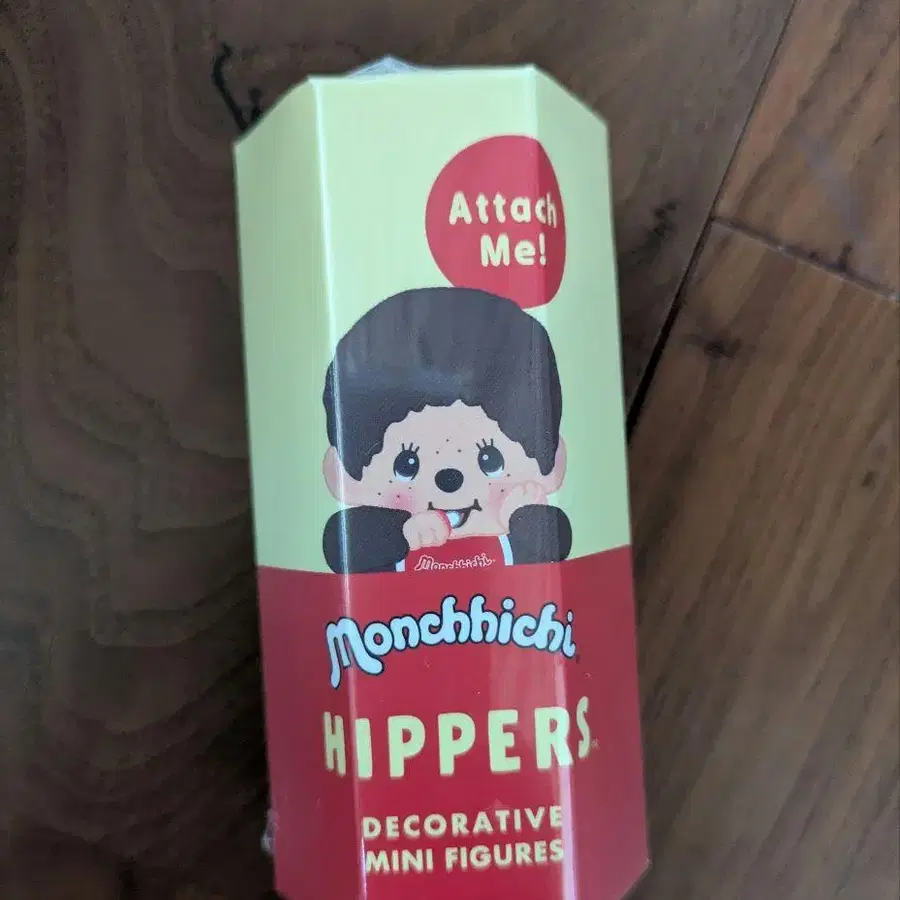 Attach
Me!
Monchhichi
Monchhichi
HIPPERS
DECORATIVE
MINI FIGURES